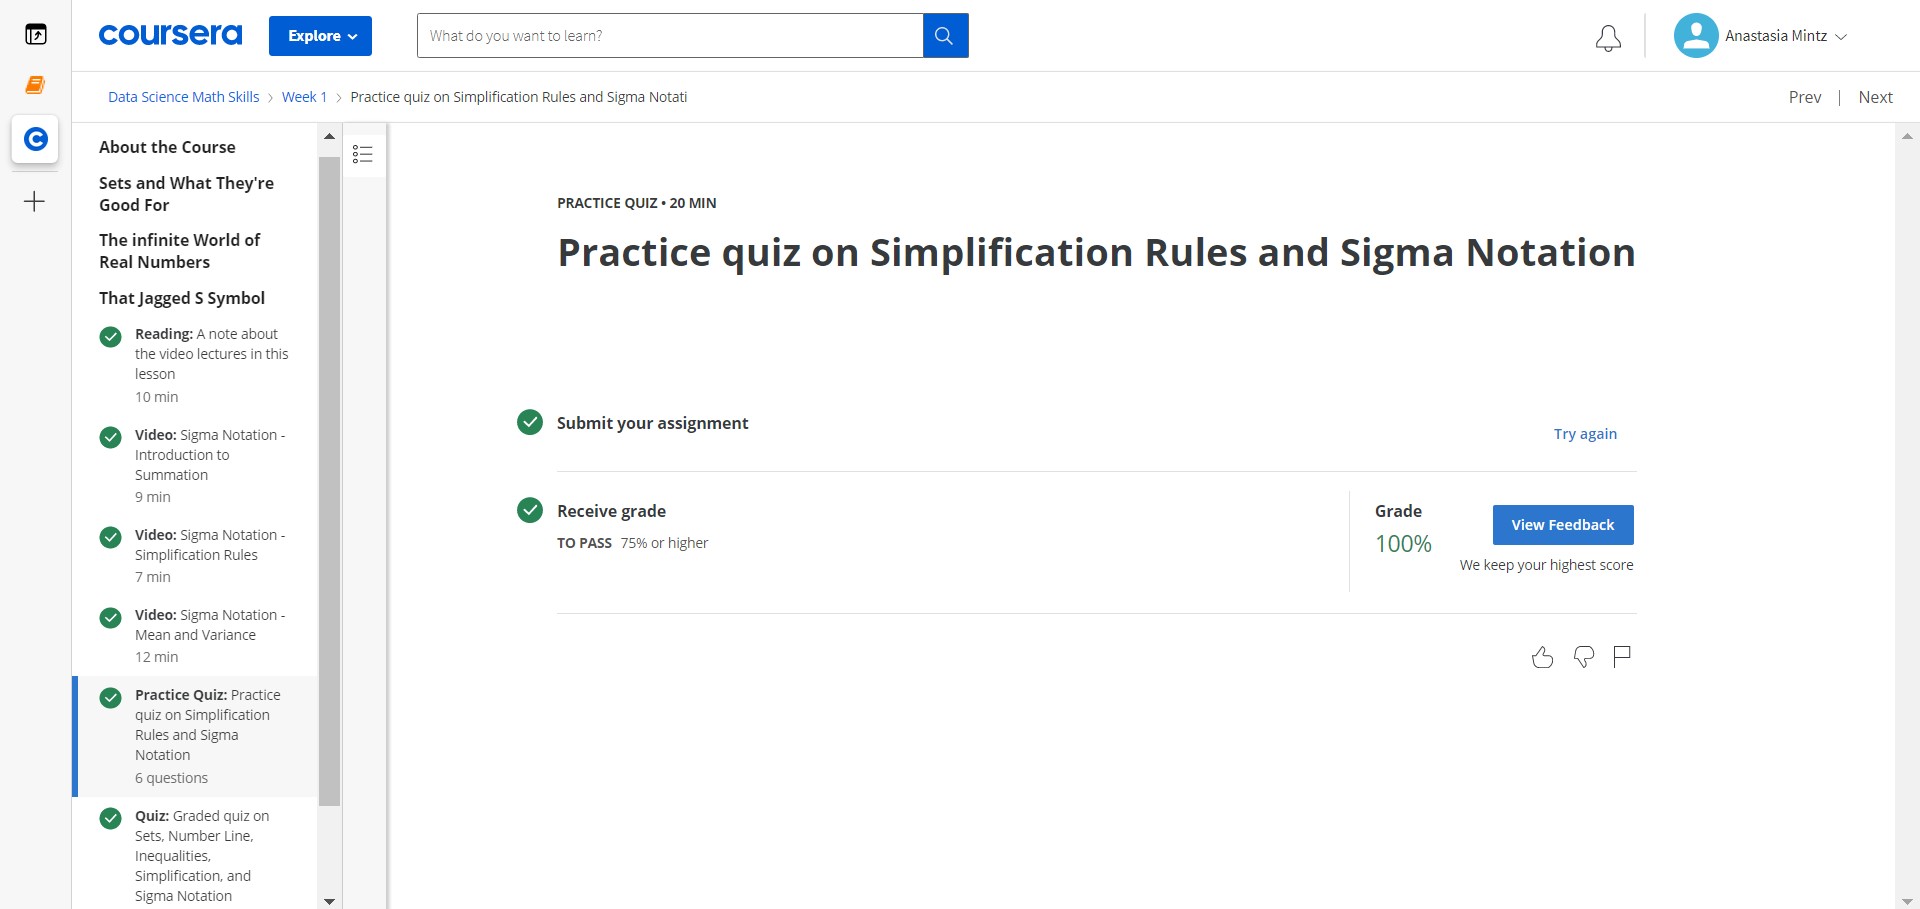 coursera
Explore
What do you want to learn?
Anastasia Mintz
Data Science Math Skills
Week 1
Practice quiz on Simplification Rules and Sigma Notati
Prev | Next
About the Course
Sets and What They're
Good For
The infinite World of
Real Numbers
That Jagged S Symbol
Reading: A note about
the video lectures in this
lesson
10 min
Video: Sigma Notation -
Introduction to
Summation
9 min
Video: Sigma Notation -
Simplification Rules
7 min
Video: Sigma Notation -
Mean and Variance
12 min
Practice Quiz: Practice
quiz on Simplification
Rules and Sigma
Notation
6 questions
Quiz: Graded quiz on
Sets, Number Line,
Inequalities,
Simplification, and
Sigma Notation
PRACTICE QUIZ • 20 MIN
Practice quiz on Simplification Rules and Sigma Notation
Submit your assignment
Try again
Receive grade
TO PASS 75% or higher
Grade
100%
View Feedback
We keep your highest score